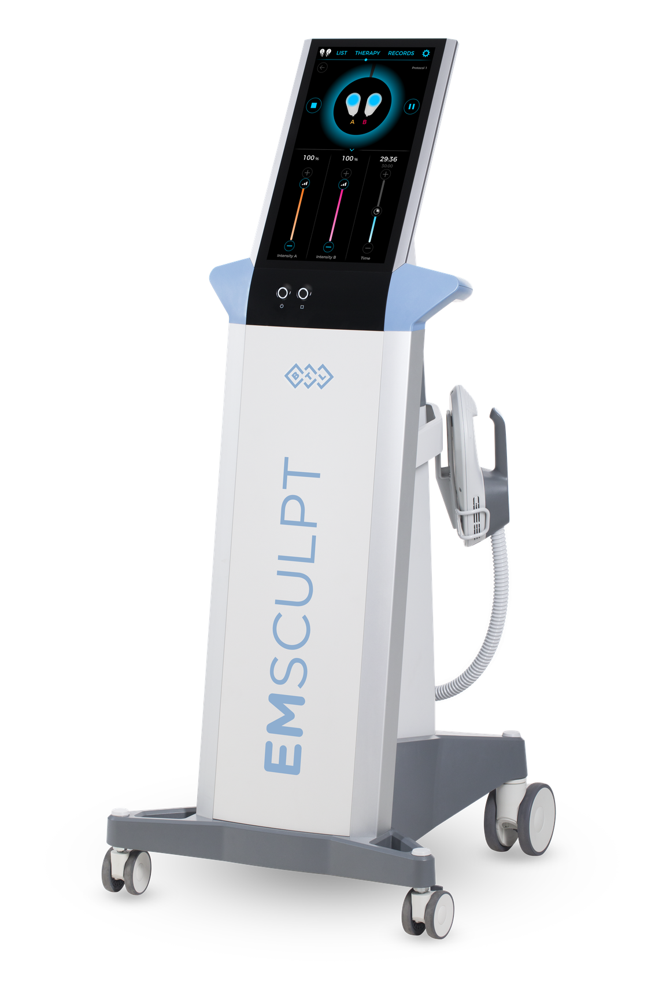 LIST THERAPY RECORDS
Protocol 1
A B
100 % 100 % 29:36
30:00
Intensity A Intensity B Time
BTL
EMSCULPT